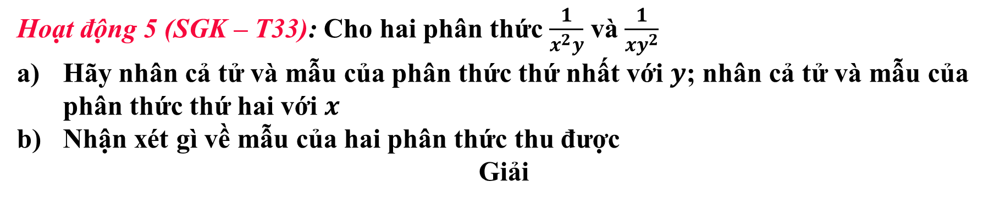 Hoạt động 5 (SGK – T33): Cho hai phân thức $\frac{1}{x^2y}$ và $\frac{1}{xy^2}$
a) Hãy nhân cả tử và mẫu của phân thức thứ nhất với y; nhân cả tử và mẫu của
phân thức thứ hai với x
b) Nhận xét gì về mẫu của hai phân thức thu được
Giải